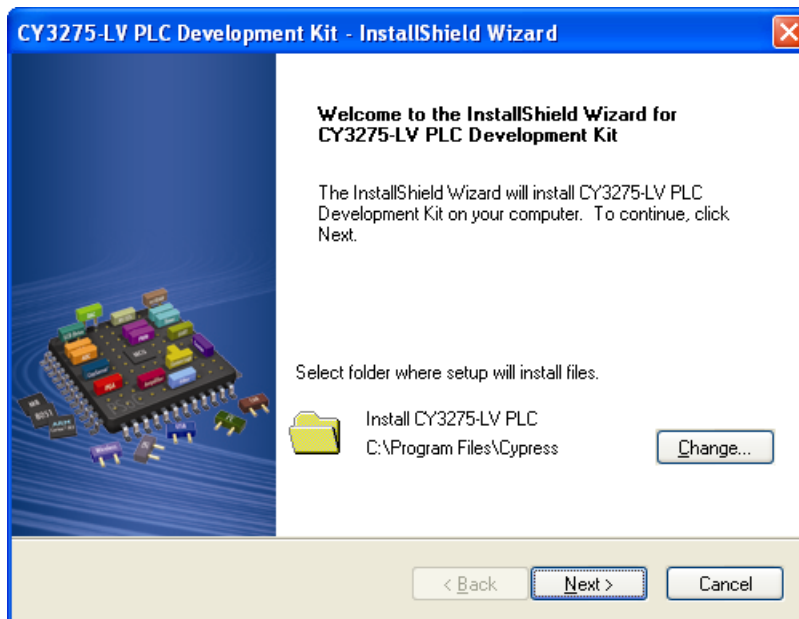 CY3275-LV PLC Development Kit - InstallShield Wizard
Welcome to the InstallShield Wizard for
CY3275-LV PLC Development Kit
The InstallShield Wizard will install CY3275-LV PLC
Development Kit on your computer. To continue, click
Next.
Select folder where setup will install files.
Install CY3275-LV PLC
C:\Program Files\Cypress
Change...
< Back
Next >
Cancel
8051
PGA